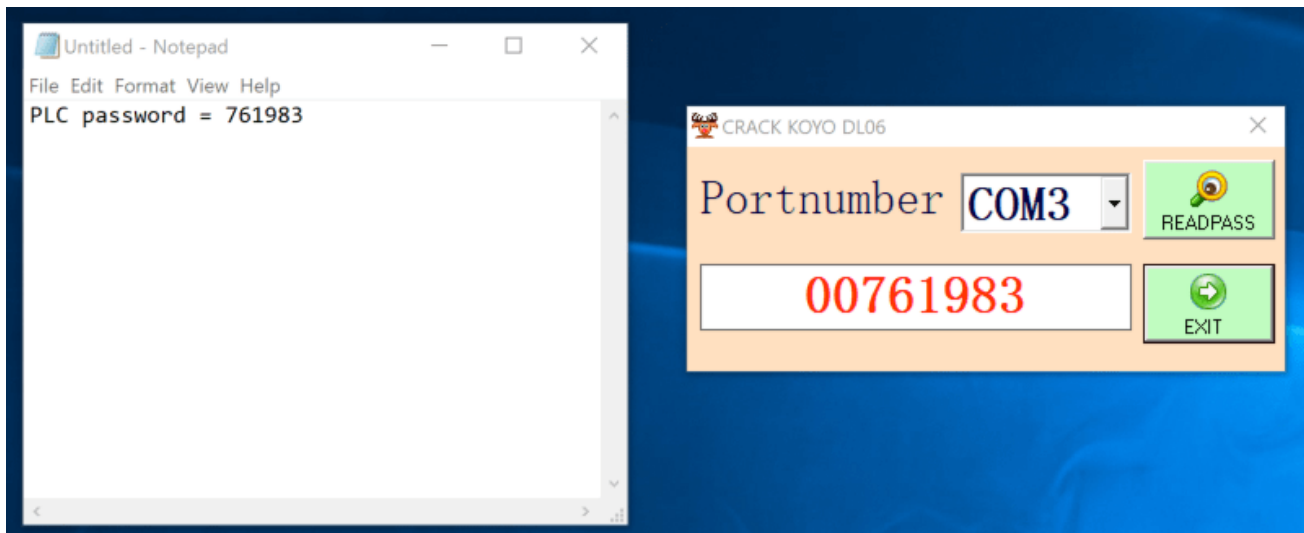 Untitled - Notepad
File Edit Format View Help
PLC password = 761983
CRACK KOYO DL06
Portnumber COM3
READPASS
00761983
EXIT